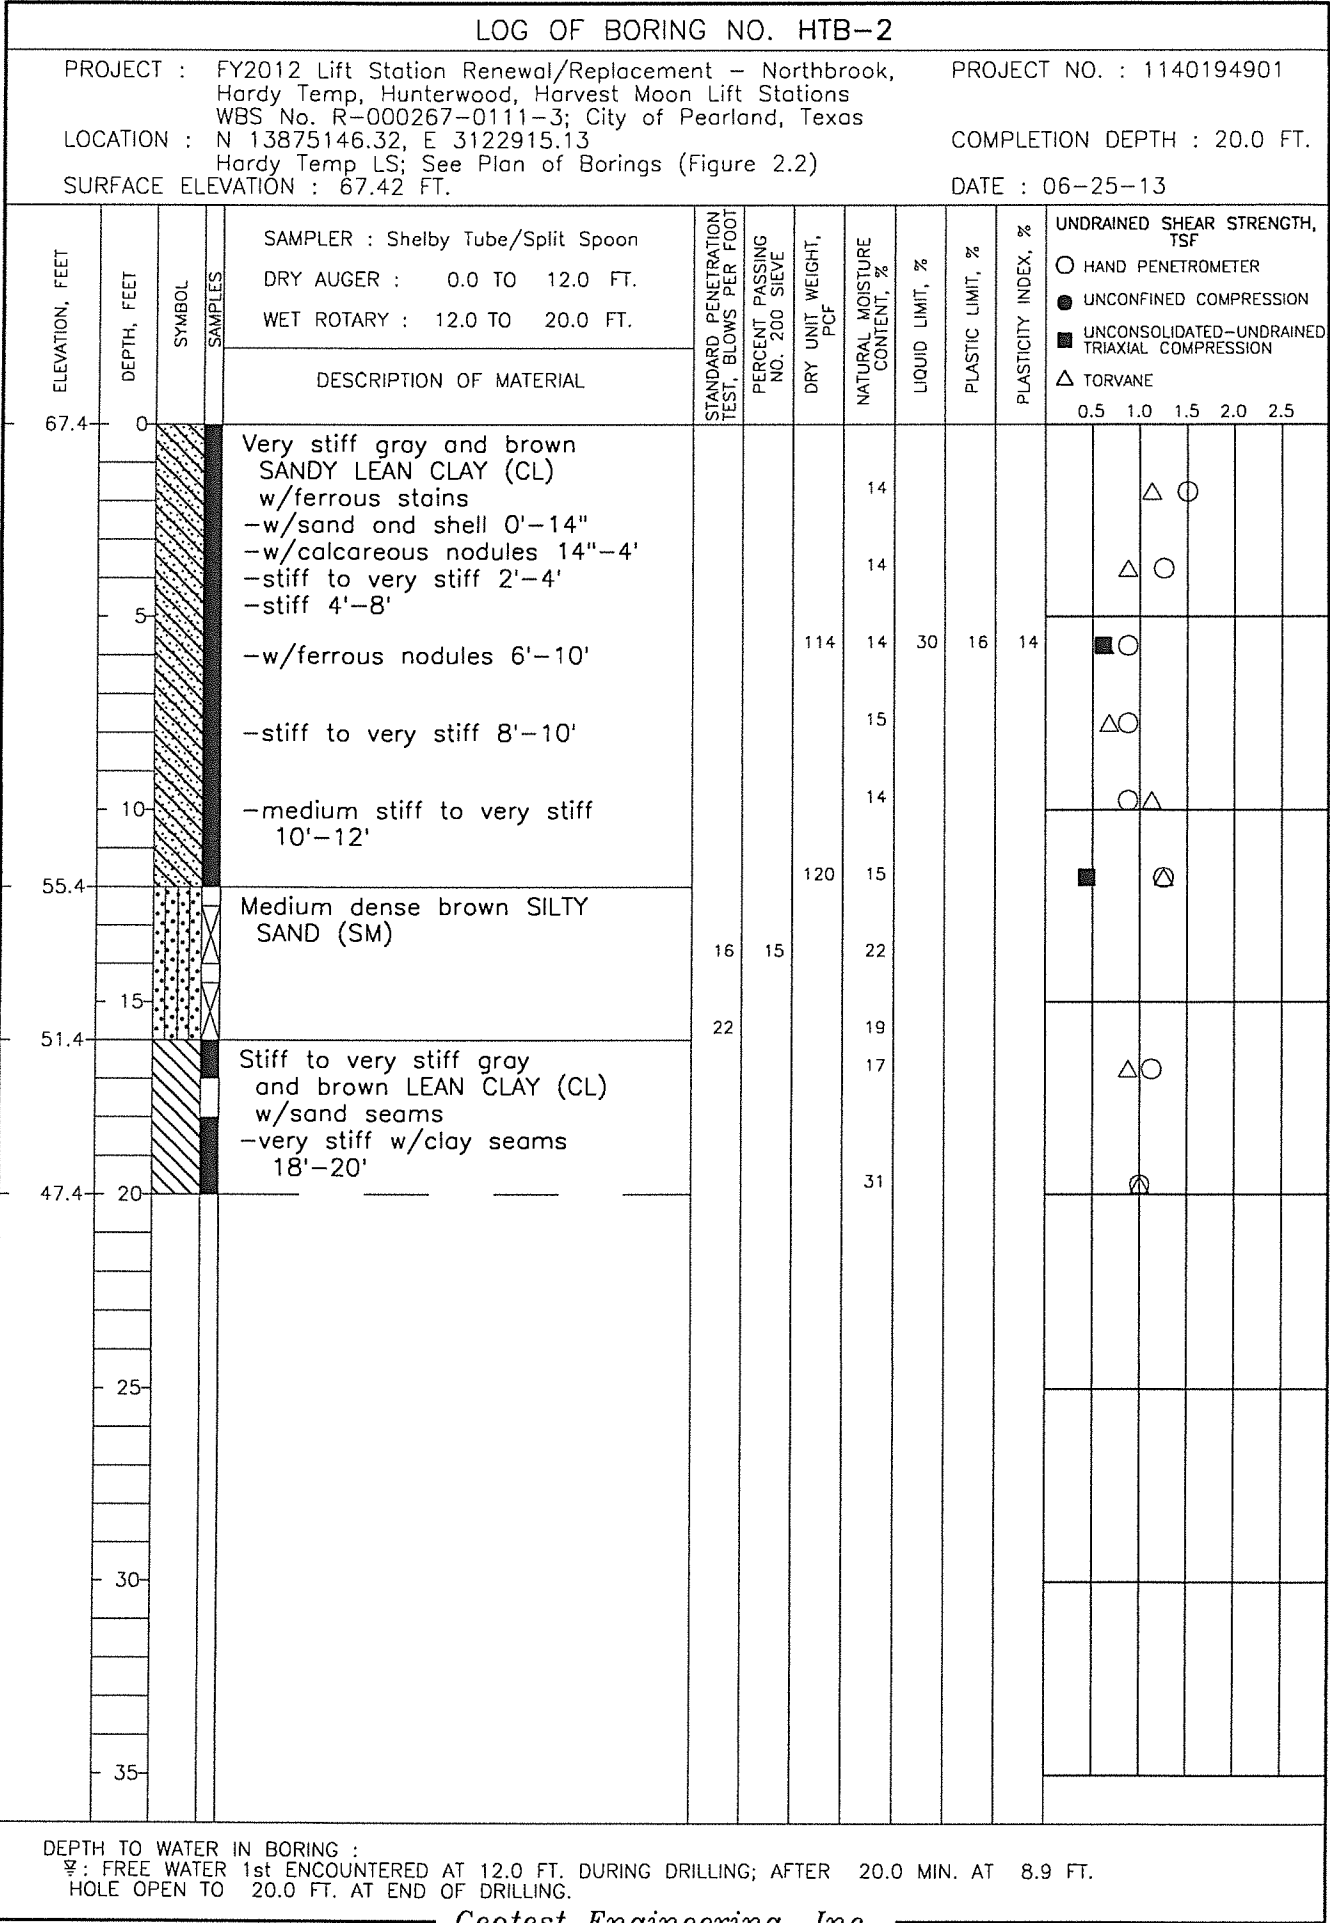 LOG OF BORING NO. HTB-2
PROJECT : FY2012 Lift Station Renewal/Replacement - Northbrook, PROJECT NO. : 1140194901
Hardy Temp, Hunterwood, Harvest Moon Lift Stations
WBS No. R-000267-0111-3; City of Pearland, Texas
LOCATION : N 13875146.32, E 3122915.13 COMPLETION DEPTH : 20.0 FT.
Hardy Temp LS; See Plan of Borings (Figure 2.2)
SURFACE ELEVATION : 67.42 FT. DATE : 06-25-13
ELEVATION, FEET
DEPTH, FEET
SYMBOL
SAMPLES
SAMPLER : Shelby Tube/Split Spoon
DRY AUGER : 0.0 TO 12.0 FT.
WET ROTARY : 12.0 TO 20.0 FT.
DESCRIPTION OF MATERIAL
STANDARD PENETRATION
TEST, BLOWS PER FOOT
PERCENT PASSING
NO. 200 SIEVE
DRY UNIT WEIGHT,
PCF
NATURAL MOISTURE
CONTENT, %
LIQUID LIMIT, %
PLASTIC LIMIT, %
PLASTICITY INDEX, %
UNDRAINED SHEAR STRENGTH,
TSF
HAND PENETROMETER
UNCONFINED COMPRESSION
UNCONSOLIDATED-UNDRAINED
TRIAXIAL COMPRESSION
TORVANE
0.5 1.0 1.5 2.0 2.5
67.4 0
Very stiff gray and brown
SANDY LEAN CLAY (CL)
w/ferrous stains 14
-w/sand ond shell 0'-14"
-w/calcareous nodules 14"-4'
-stiff to very stiff 2'-4' 14
-stiff 4'-8'
5
-w/ferrous nodules 6'-10' 114 14 30 16 14
-stiff to very stiff 8'-10' 15
14
10 -medium stiff to very stiff
10'-12'
120 15
55.4
Medium dense brown SILTY
SAND (SM)
16 15 22
15
22 19
51.4
Stiff to very stiff gray 17
and brown LEAN CLAY (CL)
w/sand seams
-very stiff w/clay seams
18'-20'
31
47.4 20
25
30
35
DEPTH TO WATER IN BORING :
: FREE WATER 1st ENCOUNTERED AT 12.0 FT. DURING DRILLING; AFTER 20.0 MIN. AT 8.9 FT.
HOLE OPEN TO 20.0 FT. AT END OF DRILLING.
Geotest Engineering, Inc.